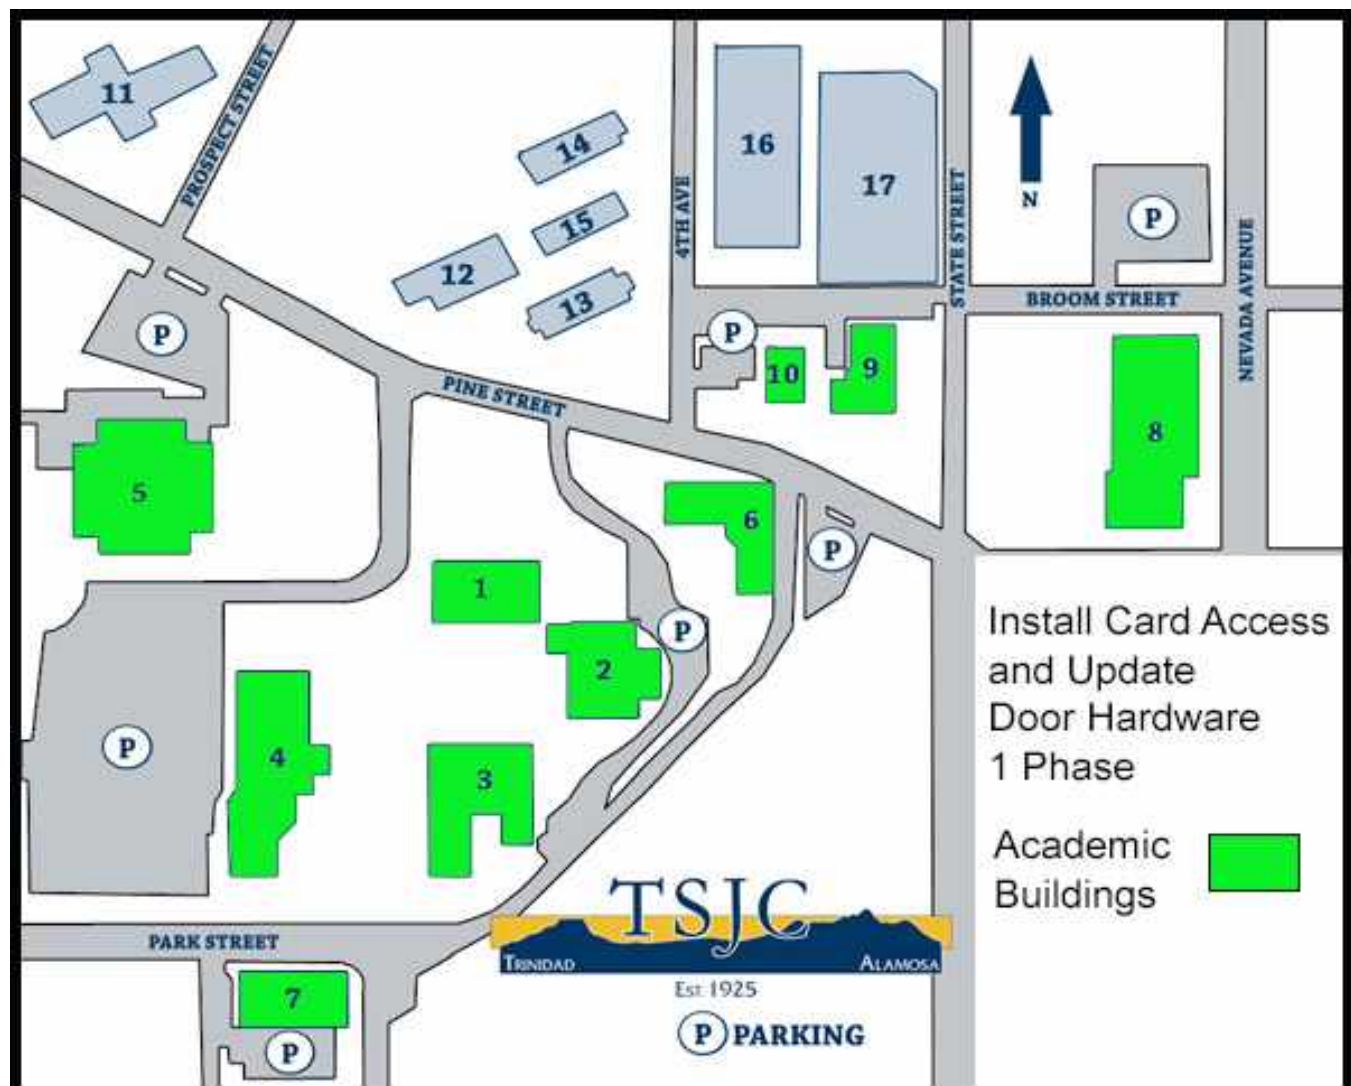 11
PROSPECT STREET
14
15
12
13
4TH AVE
16
17
STATE STREET
N
P
NEVADA AVENUE
BROOM STREET
P
P
10
9
8
PINE STREET
5
6
P
1
P
2
Install Card Access
and Update
Door Hardware
1 Phase
P
4
3
Academic
Buildings
TSJC
TRINIDAD
ALAMOSA
PARK STREET
Est 1925
7
P
P PARKING